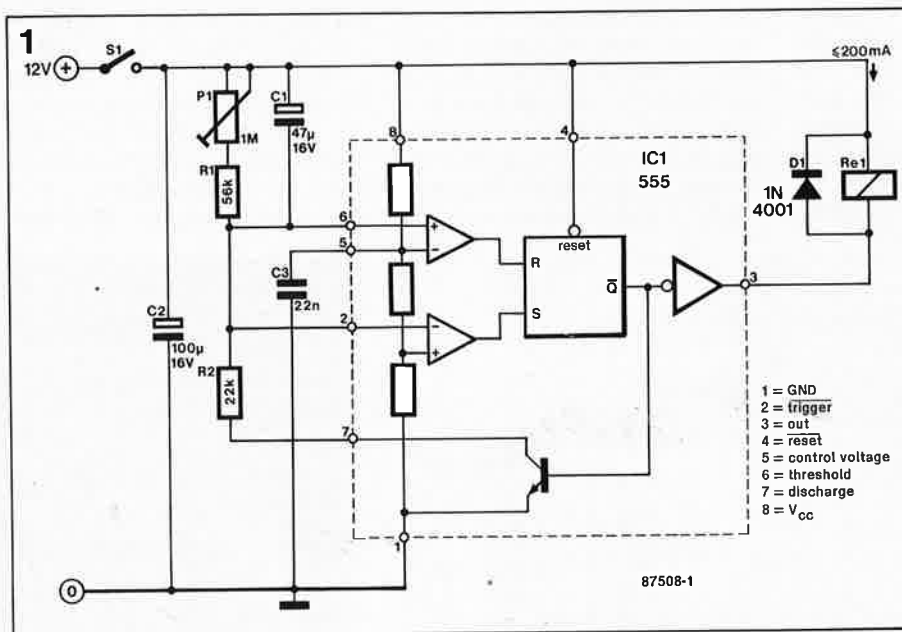 1
S1
12V +
≤200mA
P1
1M
C1
47µ
16V
8
4
IC1
555
D1
1N
4001
Re1
R1
56k
6
5
+
−
reset
R
S
Q̅
3
C3
22n
2
−
+
C2
100µ
16V
R2
22k
7
1 = GND
2 = t̅r̅i̅g̅g̅e̅r̅
3 = out
4 = r̅e̅s̅e̅t̅
5 = control voltage
6 = threshold
7 = discharge
8 = VCC
1
87508-1
0